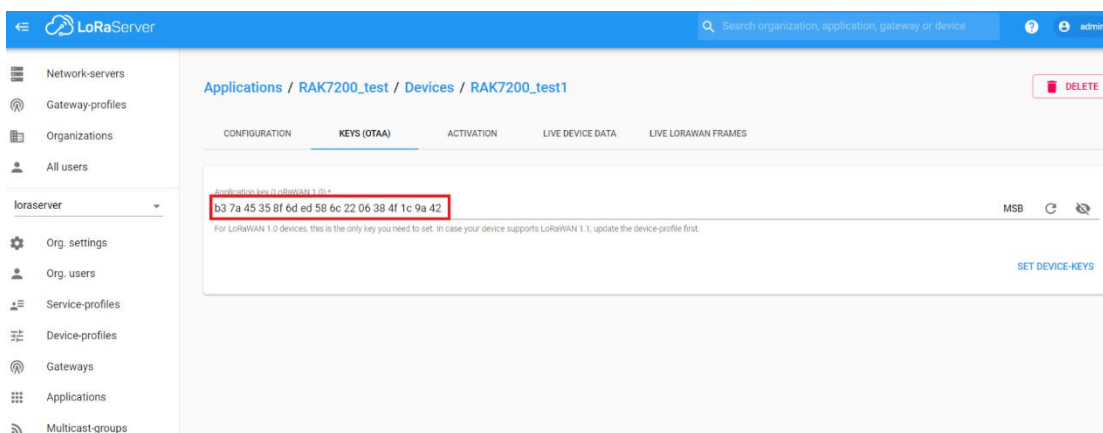 LoRaServer
Search organization, application, gateway or device
? admin
Network-servers
Gateway-profiles
Organizations
All users
loraserver
Org. settings
Org. users
Service-profiles
Device-profiles
Gateways
Applications
Multicast-groups
Applications / RAK7200_test / Devices / RAK7200_test1
DELETE
CONFIGURATION KEYS (OTAA) ACTIVATION LIVE DEVICE DATA LIVE LORAWAN FRAMES
Application key (LoRaWAN 1.0) *
b3 7a 45 35 8f 6d ed 58 6c 22 06 38 4f 1c 9a 42 MSB
For LoRaWAN 1.0 devices, this is the only key you need to set. In case your device supports LoRaWAN 1.1, update the device-profile first.
SET DEVICE-KEYS